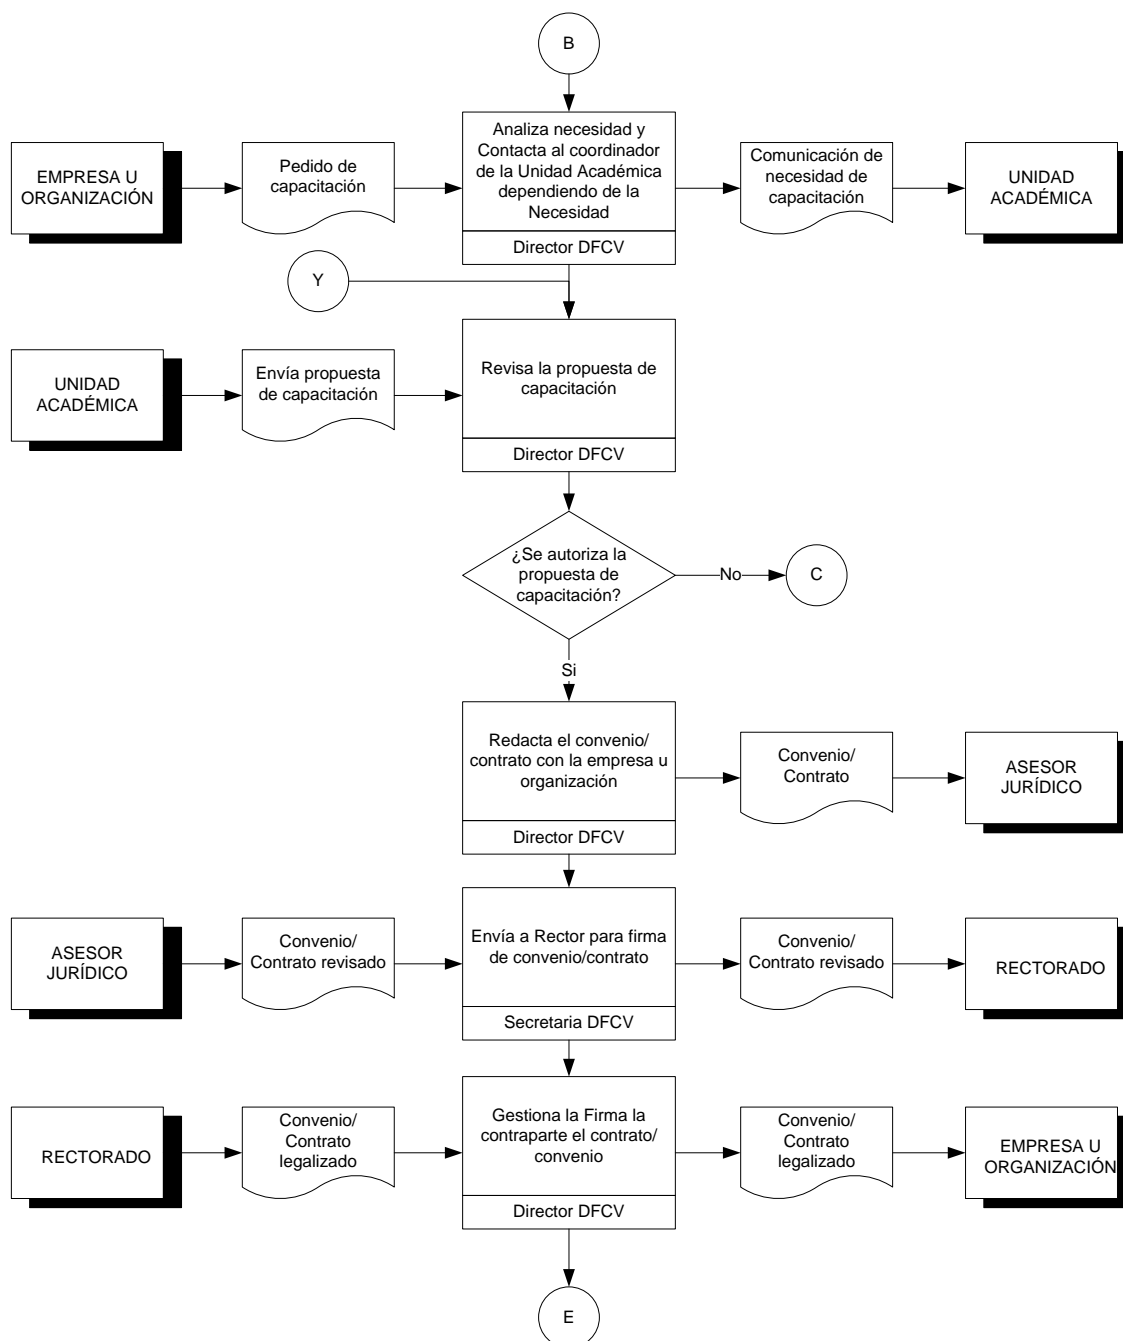 B
EMPRESA U
ORGANIZACIÓN
Pedido de
capacitación
Analiza necesidad y
Contacta al coordinador
de la Unidad Académica
dependiendo de la
Necesidad
Director DFCV
Comunicación de
necesidad de
capacitación
UNIDAD
ACADÉMICA
Y
UNIDAD
ACADÉMICA
Envía propuesta
de capacitación
Revisa la propuesta de
capacitación
Director DFCV
¿Se autoriza la
propuesta de
capacitación?
No
C
Si
Redacta el convenio/
contrato con la empresa u
organización
Director DFCV
Convenio/
Contrato
ASESOR
JURÍDICO
ASESOR
JURÍDICO
Convenio/
Contrato revisado
Envía a Rector para firma
de convenio/contrato
Secretaria DFCV
Convenio/
Contrato revisado
RECTORADO
RECTORADO
Convenio/
Contrato
legalizado
Gestiona la Firma la
contraparte el contrato/
convenio
Director DFCV
Convenio/
Contrato
legalizado
EMPRESA U
ORGANIZACIÓN
E